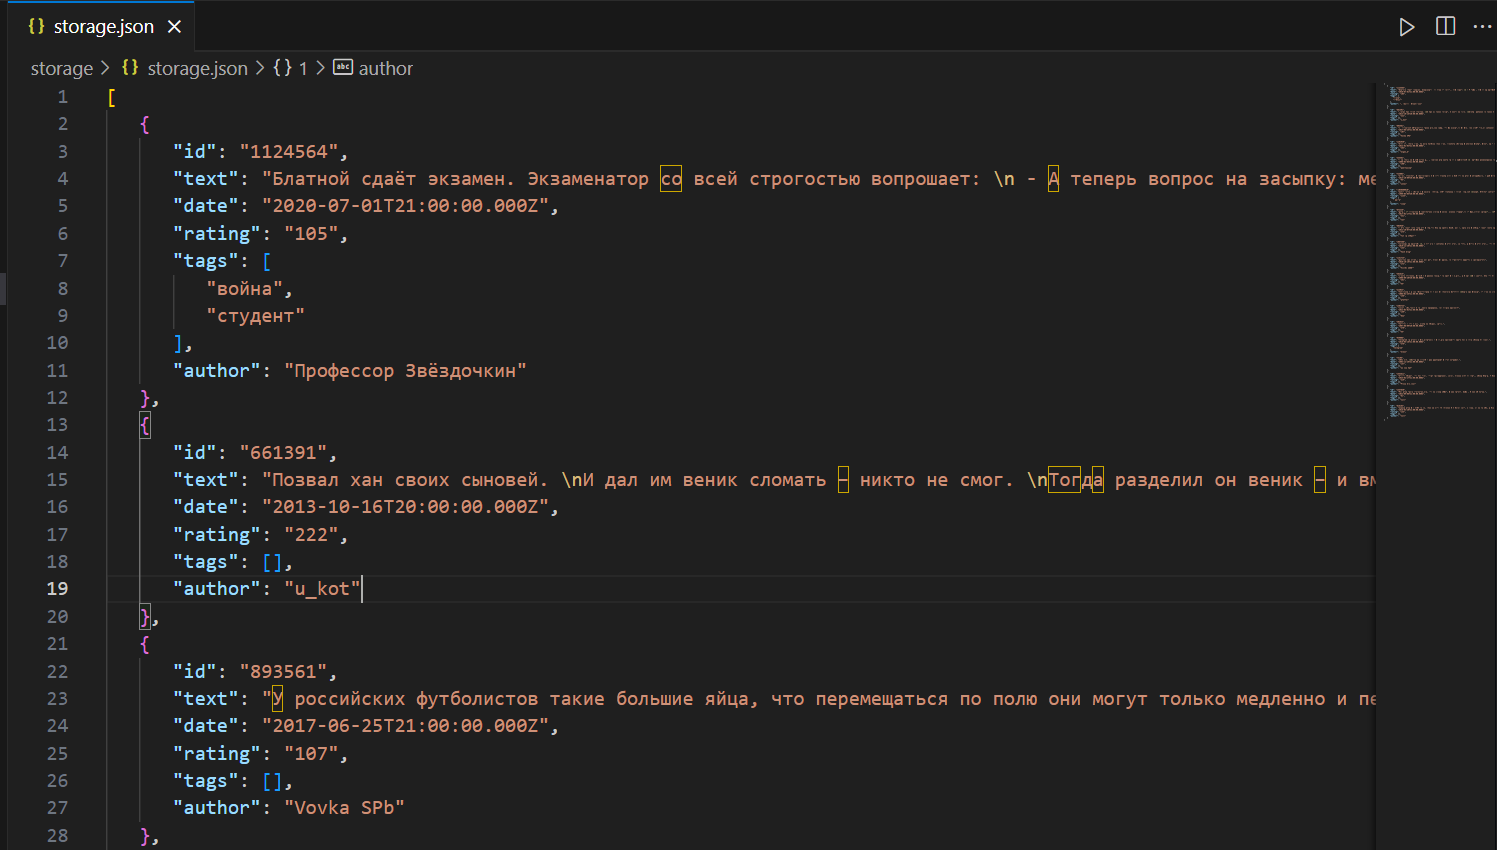 storage.json
storage > storage.json > 1 > author
1 [
2 {
3 "id": "1124564",
4 "text": "Блатной сдаёт экзамен. Экзаменатор со всей строгостью вопрошает: \n - А теперь вопрос на засыпку:
5 "date": "2020-07-01T21:00:00.000Z",
6 "rating": "105",
7 "tags": [
8 "война",
9 "студент"
10 ],
11 "author": "Профессор Звёздочкин"
12 },
13 {
14 "id": "661391",
15 "text": "Позвал хан своих сыновей. \nИ дал им веник сломать – никто не смог. \nТогда разделил он веник – и
16 "date": "2013-10-16T20:00:00.000Z",
17 "rating": "222",
18 "tags": [],
19 "author": "u_kot"
20 },
21 {
22 "id": "893561",
23 "text": "У российских футболистов такие большие яйца, что перемещаться по полю они могут только медленно и
24 "date": "2017-06-25T21:00:00.000Z",
25 "rating": "107",
26 "tags": [],
27 "author": "Vovka SPb"
28 },